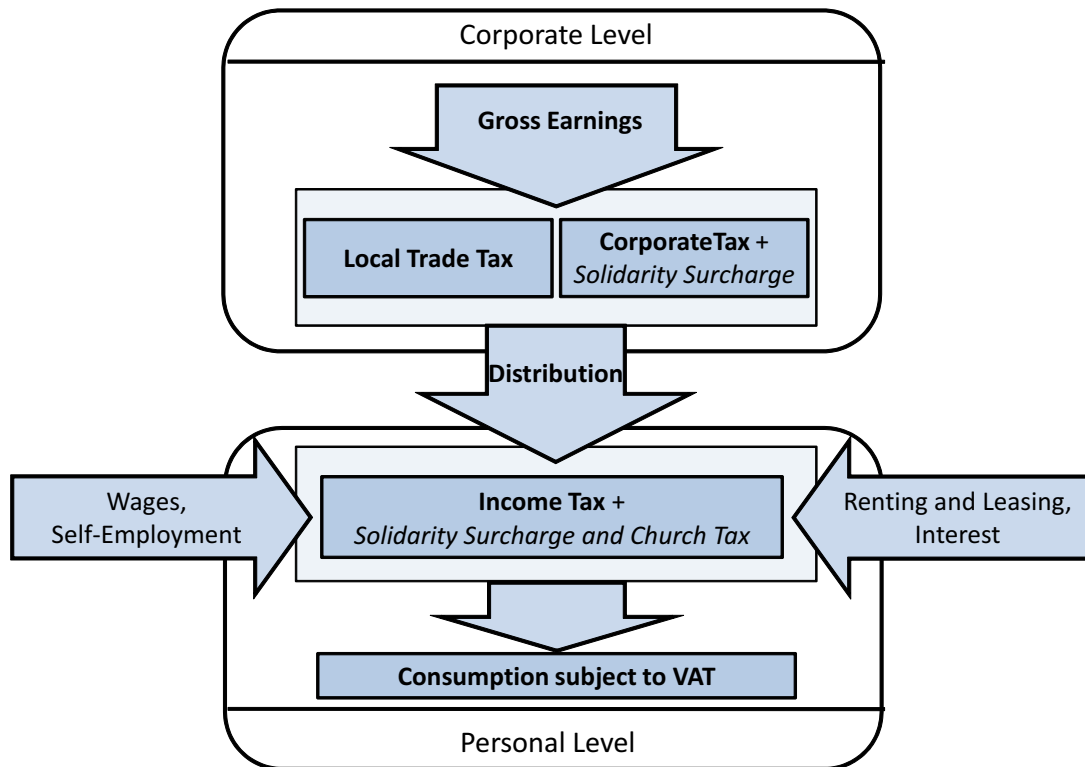 Corporate Level
Gross Earnings
Local Trade Tax
CorporateTax +
Solidarity Surcharge
Distribution
Wages,
Self-Employment
Income Tax +
Solidarity Surcharge and Church Tax
Renting and Leasing,
Interest
Consumption subject to VAT
Personal Level